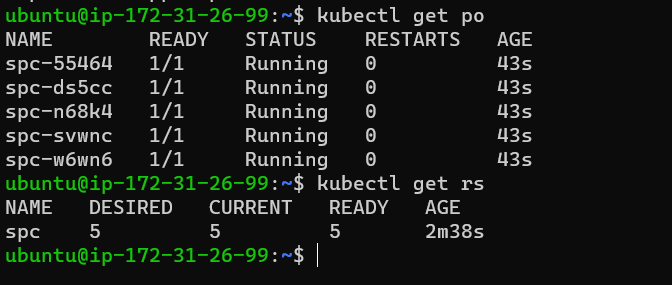 ubuntu@ip-172-31-26-99:~$ kubectl get po
NAME        READY   STATUS    RESTARTS   AGE
spc-55464   1/1     Running   0          43s
spc-ds5cc   1/1     Running   0          43s
spc-n68k4   1/1     Running   0          43s
spc-svwnc   1/1     Running   0          43s
spc-w6wn6   1/1     Running   0          43s
ubuntu@ip-172-31-26-99:~$ kubectl get rs
NAME   DESIRED   CURRENT   READY   AGE
spc    5         5         5       2m38s
ubuntu@ip-172-31-26-99:~$